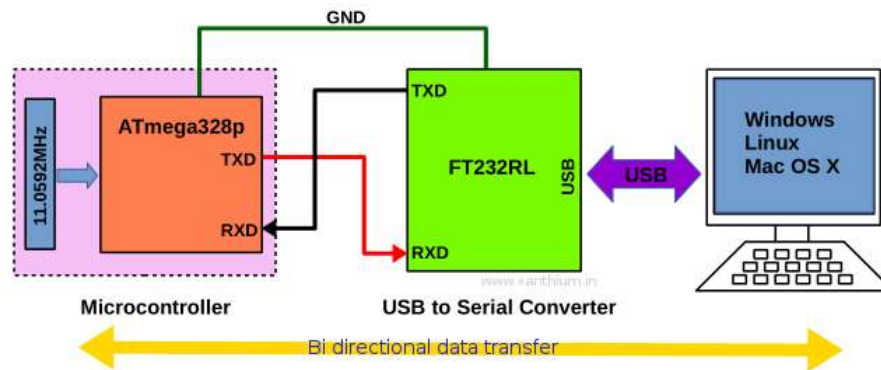 GND
11.0592MHz
ATmega328p
TXD
RXD
TXD
RXD
FT232RL
USB
USB
Windows
Linux
Mac OS X
www.xanthium.in
Microcontroller
USB to Serial Converter
Bi directional data transfer